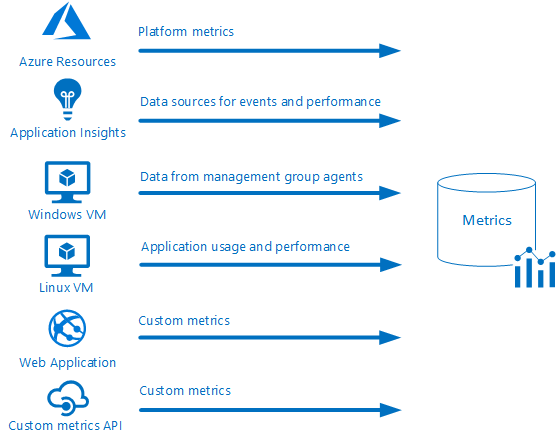 Platform metrics
Azure Resources
Data sources for events and performance
Application Insights
Data from management group agents
Windows VM
Metrics
Application usage and performance
Linux VM
Custom metrics
Web Application
Custom metrics
Custom metrics API